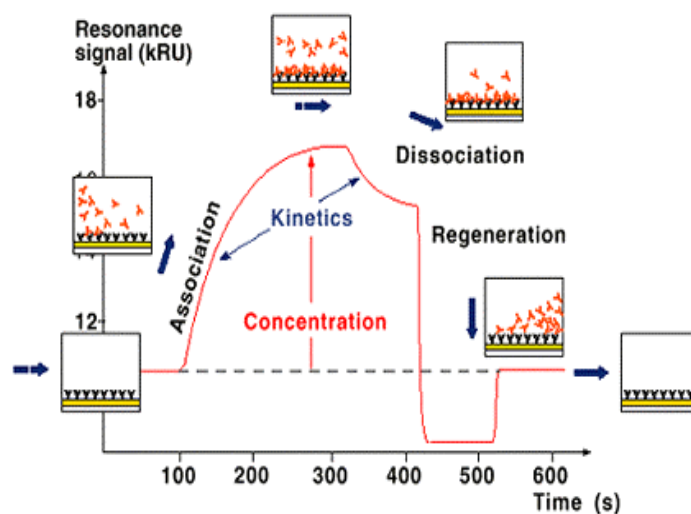 Resonance
signal (kRU)
18
12
Association
Kinetics
Concentration
Dissociation
Regeneration
100 200 300 400 500 600
Time (s)